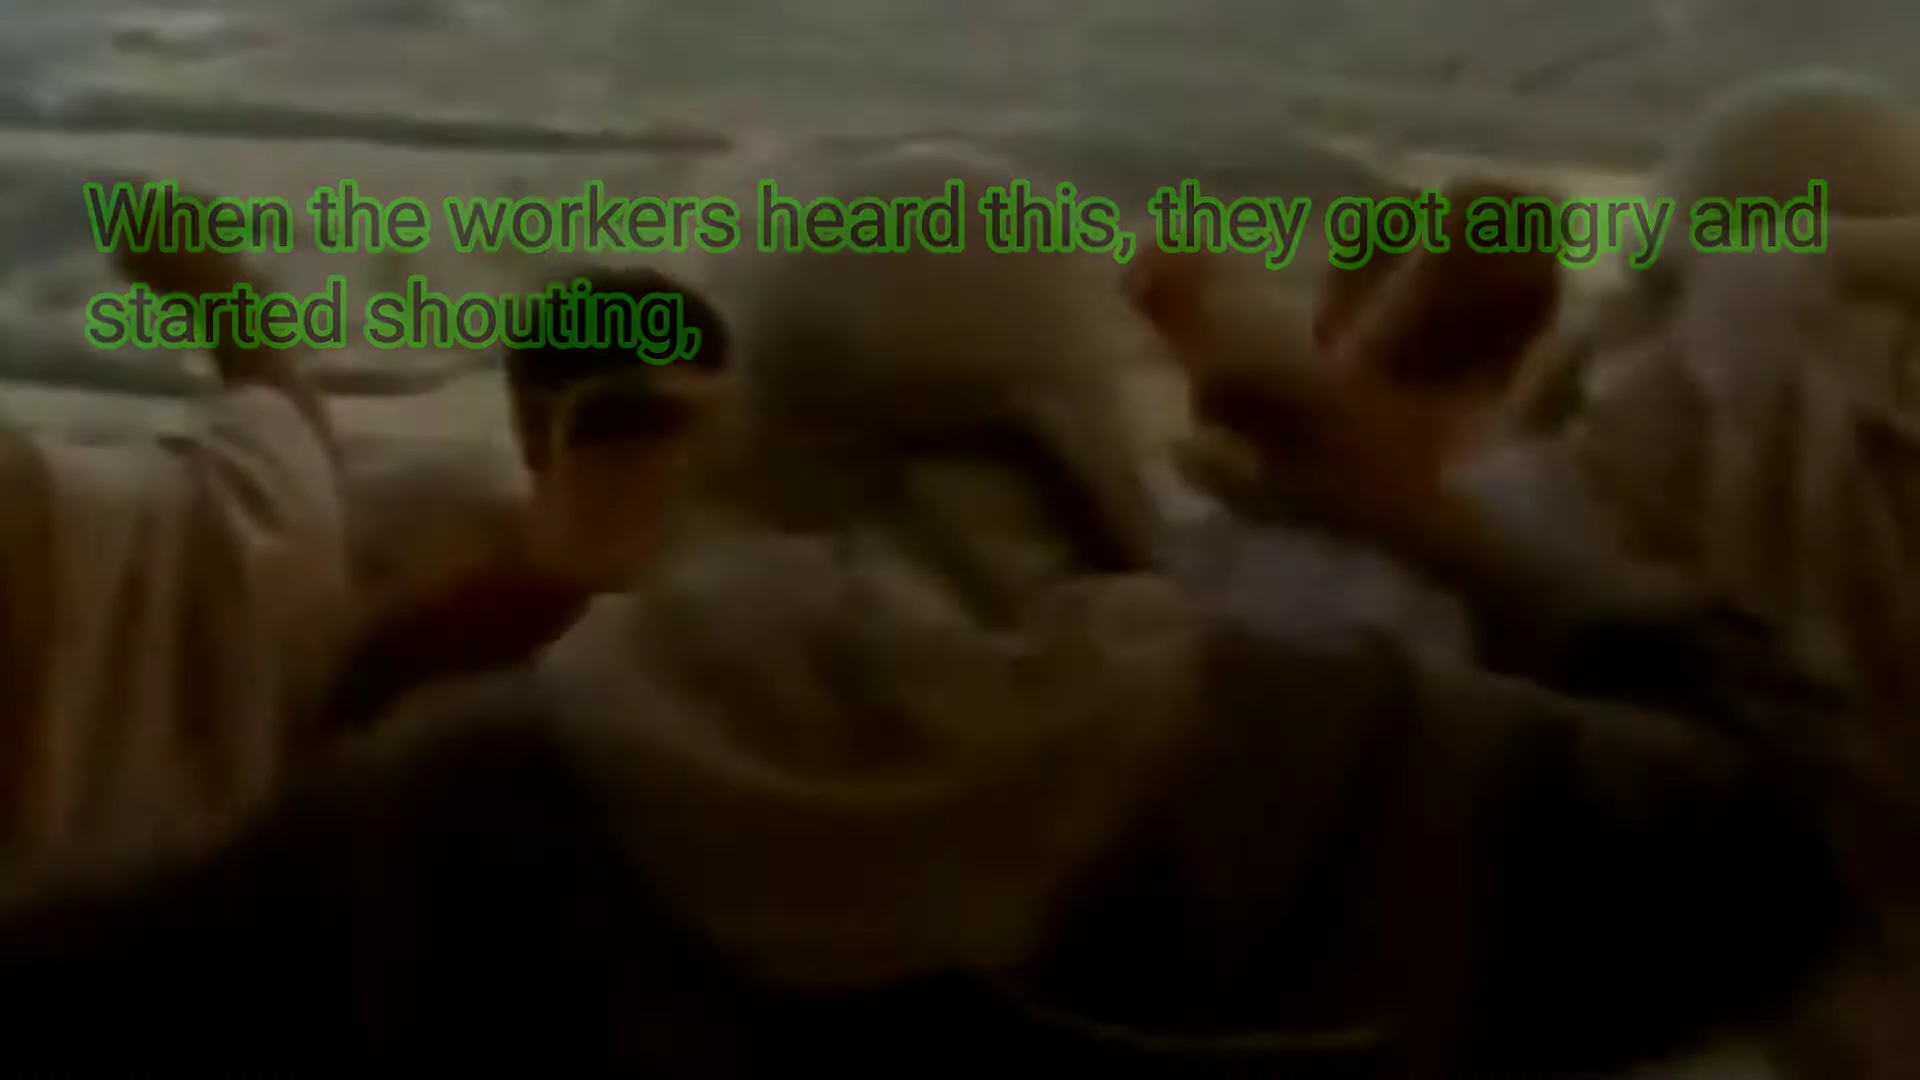 When the workers heard this, they got angry and
started shouting,